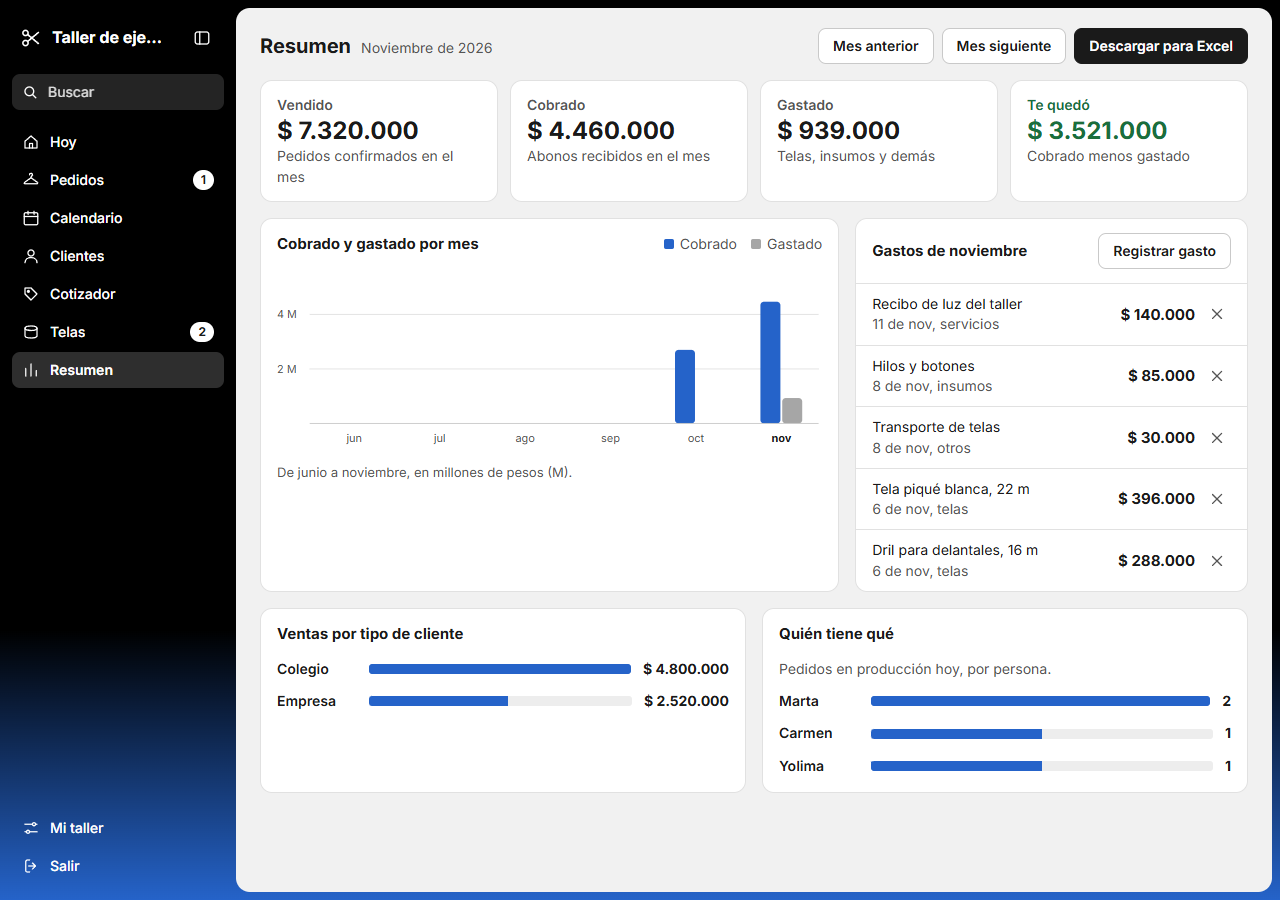 Taller de eje...
Buscar
Hoy
Pedidos 1
Calendario
Clientes
Cotizador
Telas 2
Resumen
Mi taller
Salir
Resumen Noviembre de 2026
Mes anterior
Mes siguiente
Descargar para Excel
Vendido
$ 7.320.000
Pedidos confirmados en el
mes
Cobrado
$ 4.460.000
Abonos recibidos en el mes
Gastado
$ 939.000
Telas, insumos y demás
Te quedó
$ 3.521.000
Cobrado menos gastado
Cobrado y gastado por mes
Cobrado Gastado
4 M
2 M
jun jul ago sep oct nov
De junio a noviembre, en millones de pesos (M).
Gastos de noviembre
Registrar gasto
Recibo de luz del taller
11 de nov, servicios
$ 140.000
Hilos y botones
8 de nov, insumos
$ 85.000
Transporte de telas
8 de nov, otros
$ 30.000
Tela piqué blanca, 22 m
6 de nov, telas
$ 396.000
Dril para delantales, 16 m
6 de nov, telas
$ 288.000
Ventas por tipo de cliente
Colegio $ 4.800.000
Empresa $ 2.520.000
Quién tiene qué
Pedidos en producción hoy, por persona.
Marta 2
Carmen 1
Yolima 1